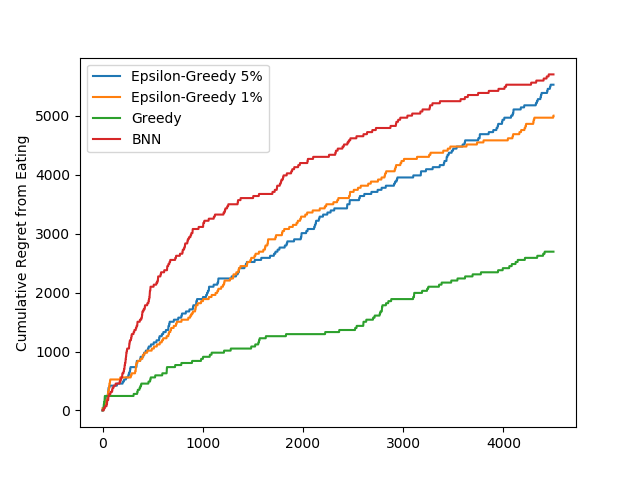 Epsilon-Greedy 5%
Epsilon-Greedy 1%
Greedy
BNN
Cumulative Regret from Eating
5000
4000
3000
2000
1000
0
0 1000 2000 3000 4000